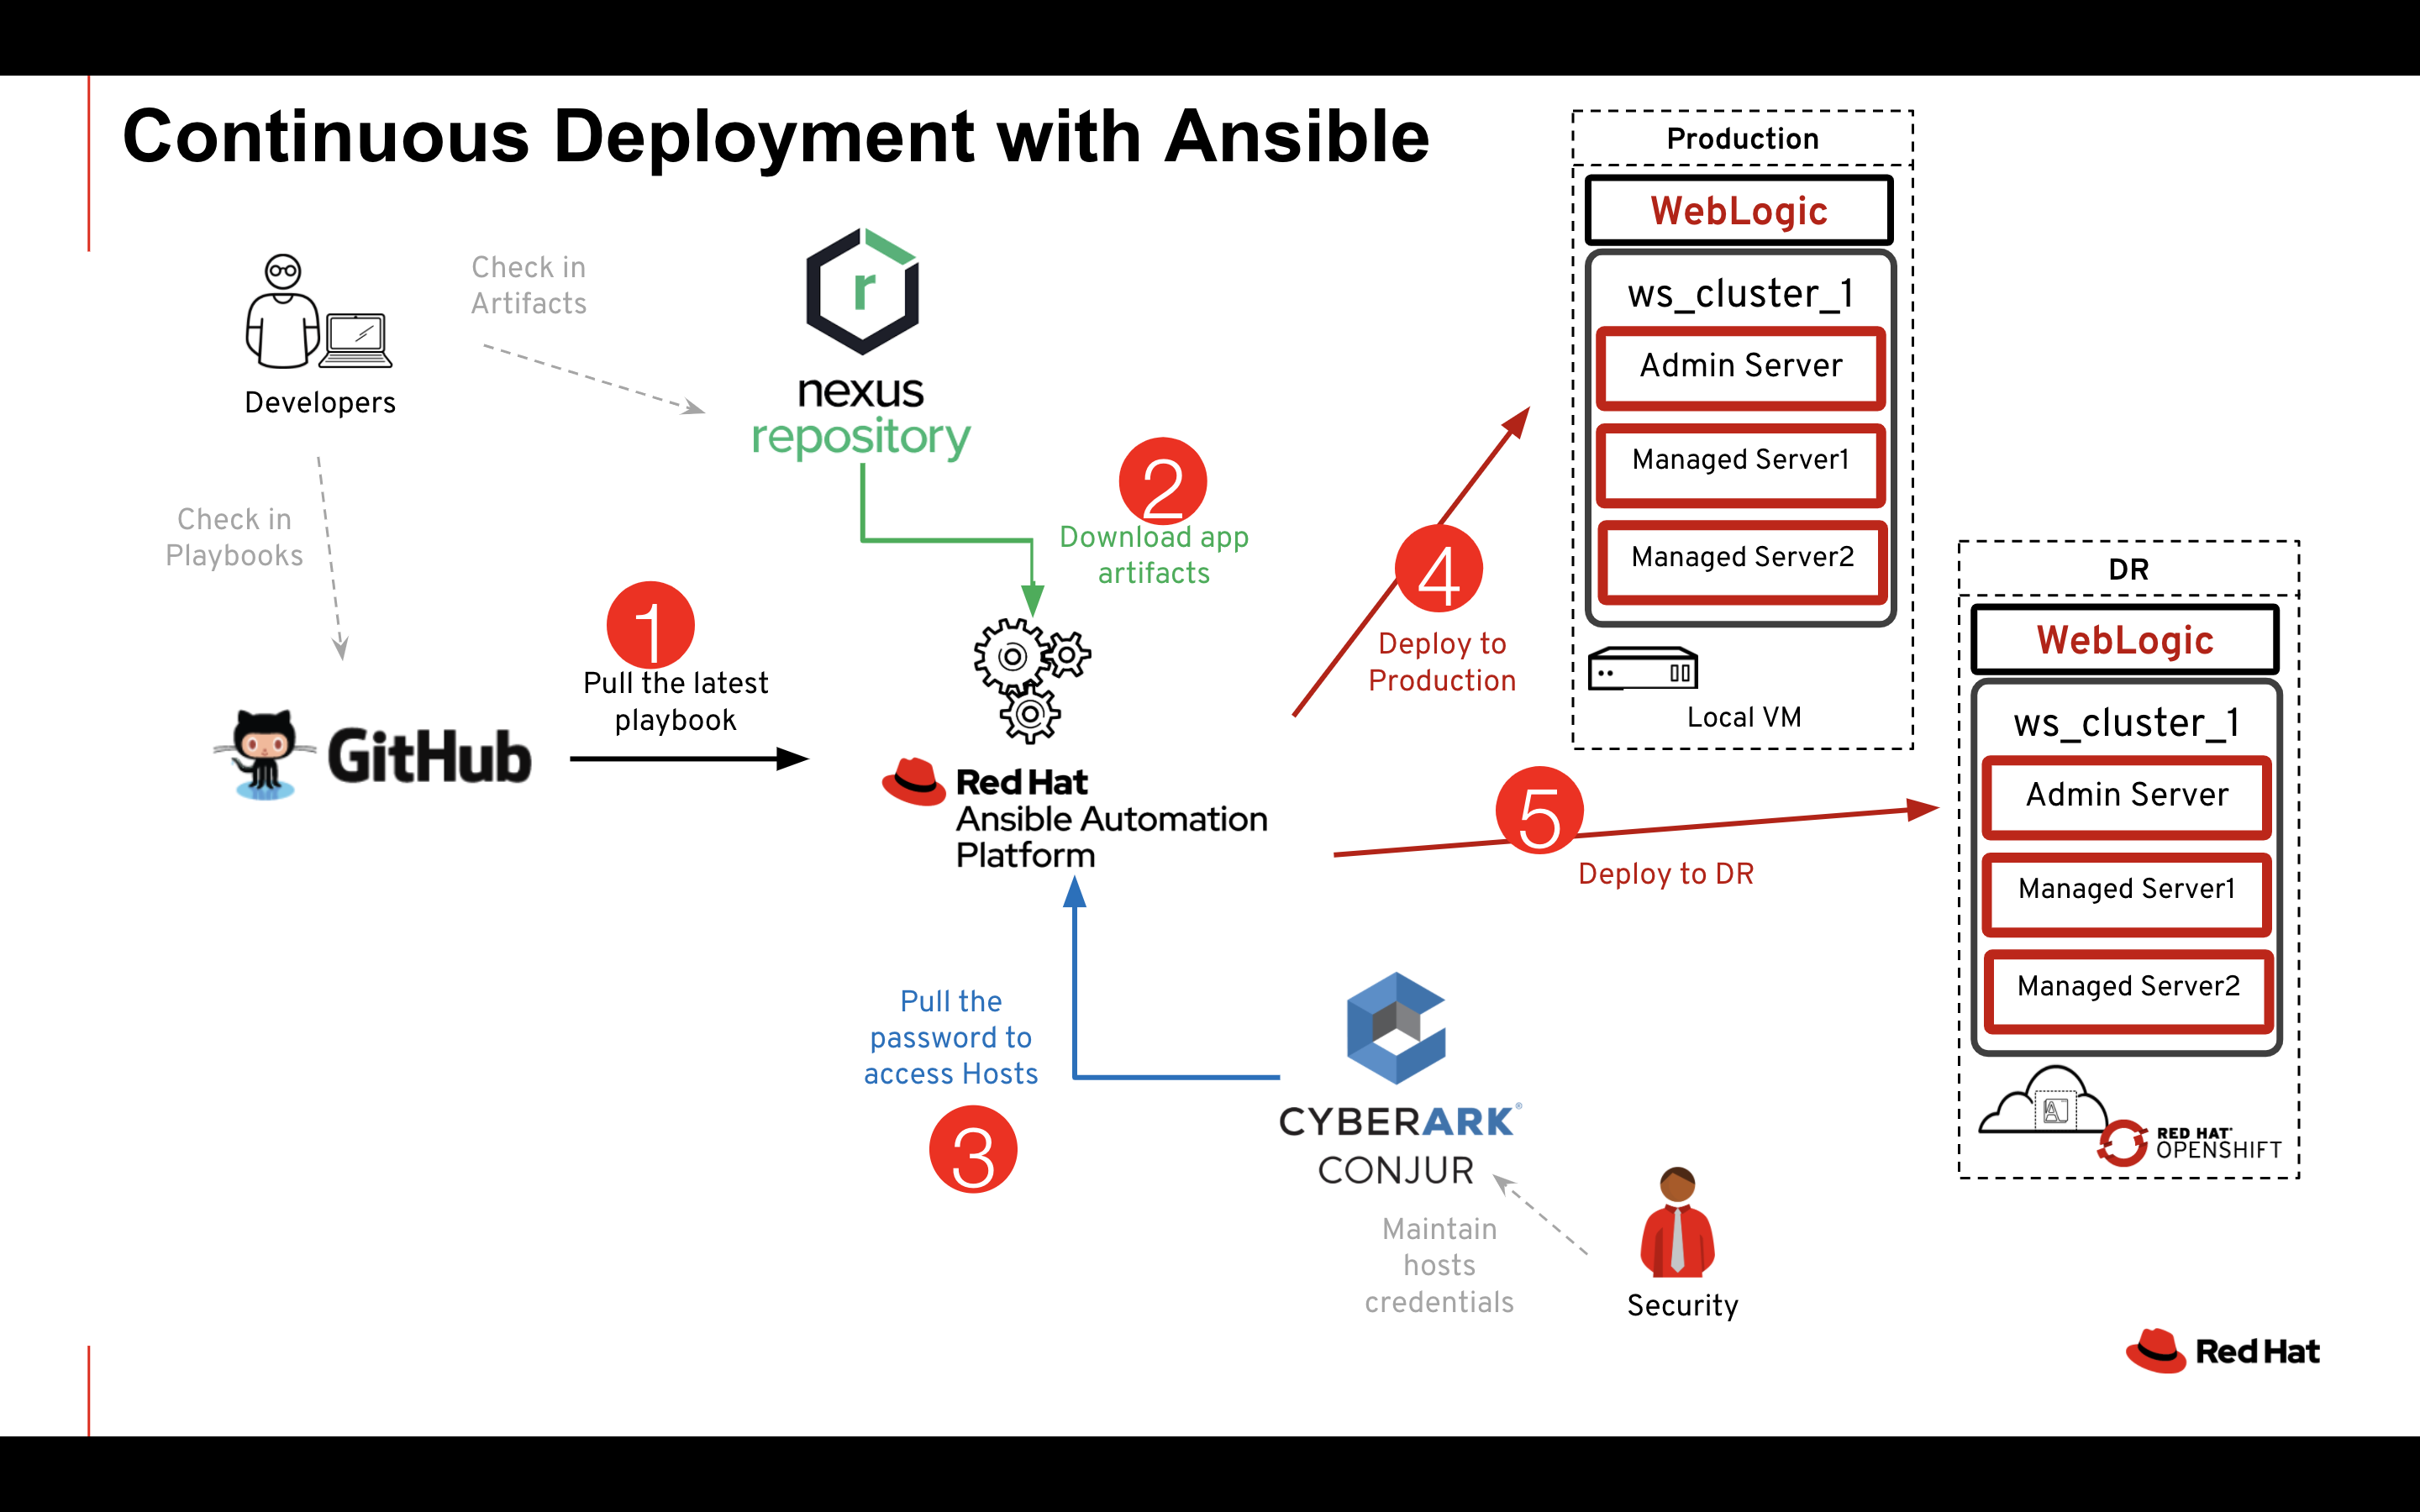 Continuous Deployment with Ansible
Developers
Check in
Artifacts
r
nexus
repository
Check in
Playbooks
GitHub
1
Pull the latest
playbook
2
Download app
artifacts
Red Hat
Ansible Automation
Platform
Pull the
password to
access Hosts
3
CYBERARK®
CONJUR
Maintain
hosts
credentials
Security
4
Deploy to
Production
5
Deploy to DR
Production
WebLogic
ws_cluster_1
Admin Server
Managed Server1
Managed Server2
Local VM
DR
WebLogic
ws_cluster_1
Admin Server
Managed Server1
Managed Server2
A
RED HAT®
OPENSHIFT
Red Hat